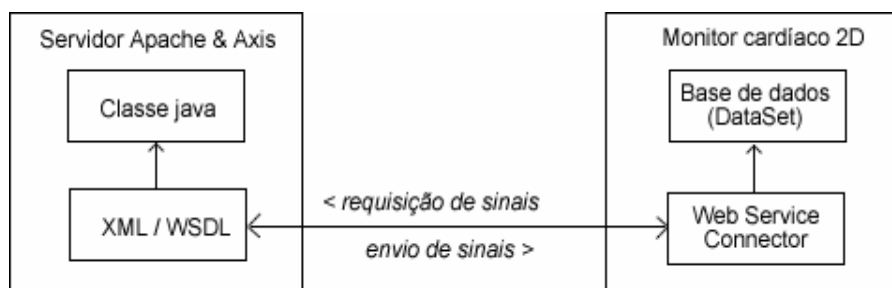 Servidor Apache & Axis
Classe java
XML / WSDL
< requisição de sinais
envio de sinais >
Monitor cardíaco 2D
Base de dados
(DataSet)
Web Service
Connector